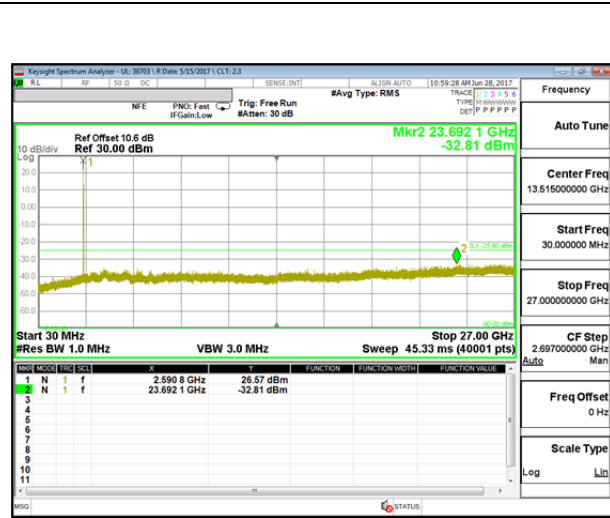 Keysight Spectrum Analyzer - UL: 39703 \ R Date: 5/15/2017 \ CLT: 2.3
RF 50 Ω DC SENSE:INT ALIGN AUTO 10:59:28 AM Jun 28, 2017
#Avg Type: RMS TRACE 1 2 3 4 5 6
TYPE M WWWWW
DET P P P P P P
NFE PNO: Fast Trig: Free Run
IFGain:Low #Atten: 30 dB
Frequency
Auto Tune
Mkr2 23.692 1 GHz
-32.81 dBm
Ref Offset 10.6 dB
10 dB/div Ref 30.00 dBm
Log
1
20.0
10.0
0.00
-10.0
-20.0
-30.0
-40.0
-50.0
-60.0
2
-25.00 dBm
Start 30 MHz Stop 27.00 GHz
#Res BW 1.0 MHz VBW 3.0 MHz Sweep 45.33 ms (40001 pts)
MKR MODE TRC SCL X Y FUNCTION FUNCTION WIDTH FUNCTION VALUE
1 N 1 f 2.590 8 GHz 26.57 dBm
2 N 1 f 23.692 1 GHz -32.81 dBm
3
4
5
6
7
8
9
10
11
Center Freq
13.515000000 GHz
Start Freq
30.000000 MHz
Stop Freq
27.000000000 GHz
CF Step
2.697000000 GHz
Auto Man
Freq Offset
0 Hz
Scale Type
Log Lin
MSG STATUS